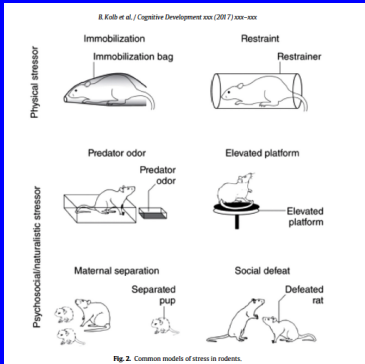 B. Kolb et al. / Cognitive Development xxx (2017) xxx–xxx
Physical stressor
Immobilization
Immobilization bag
Restraint
Restrainer
Psychosocial/naturalistic stressor
Predator odor
Predator
odor
Elevated platform
Elevated
platform
Maternal separation
Separated
pup
Social defeat
Defeated
rat
Fig. 2. Common models of stress in rodents.